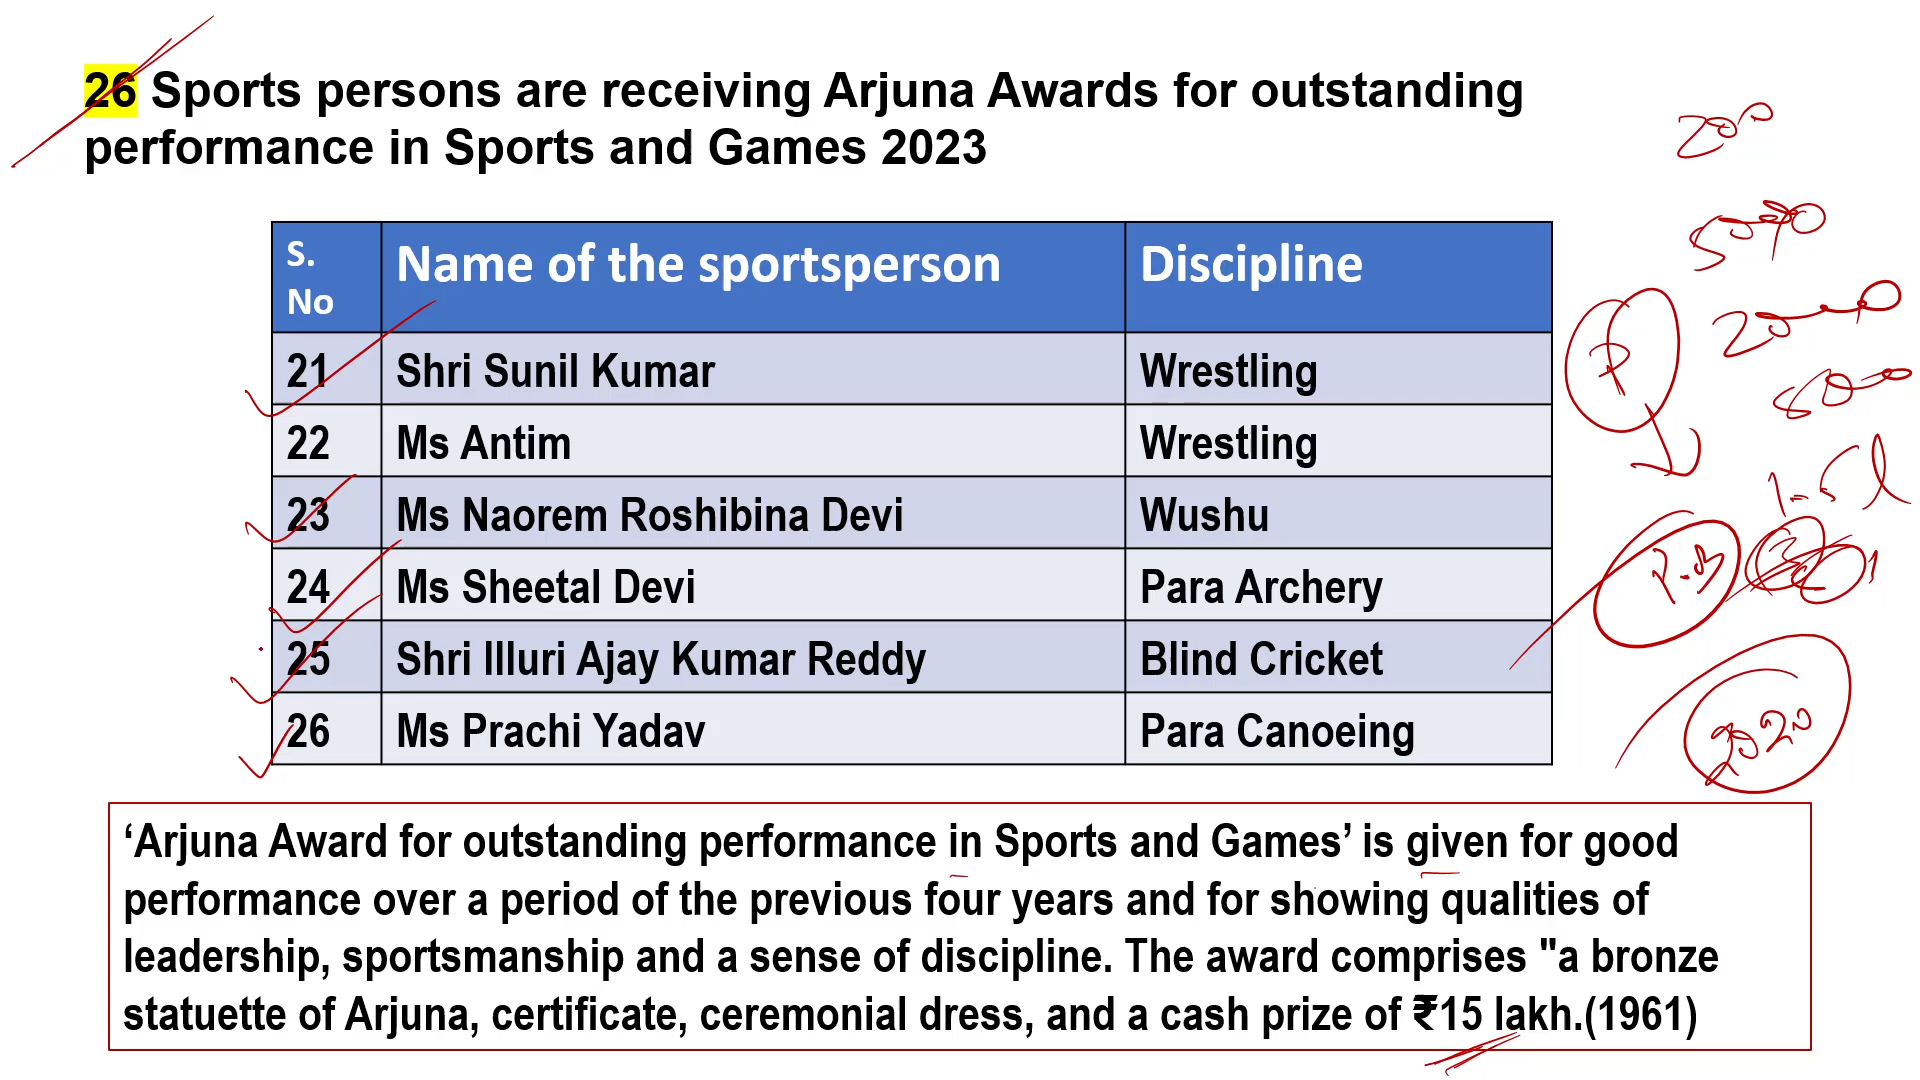 26 Sports persons are receiving Arjuna Awards for outstanding
performance in Sports and Games 2023
S. No Name of the sportsperson Discipline
21 Shri Sunil Kumar Wrestling
22 Ms Antim Wrestling
23 Ms Naorem Roshibina Devi Wushu
24 Ms Sheetal Devi Para Archery
25 Shri Illuri Ajay Kumar Reddy Blind Cricket
26 Ms Prachi Yadav Para Canoeing
‘Arjuna Award for outstanding performance in Sports and Games’ is given for good
performance over a period of the previous four years and for showing qualities of
leadership, sportsmanship and a sense of discipline. The award comprises "a bronze
statuette of Arjuna, certificate, ceremonial dress, and a cash prize of ₹15 lakh.(1961)
200
2020